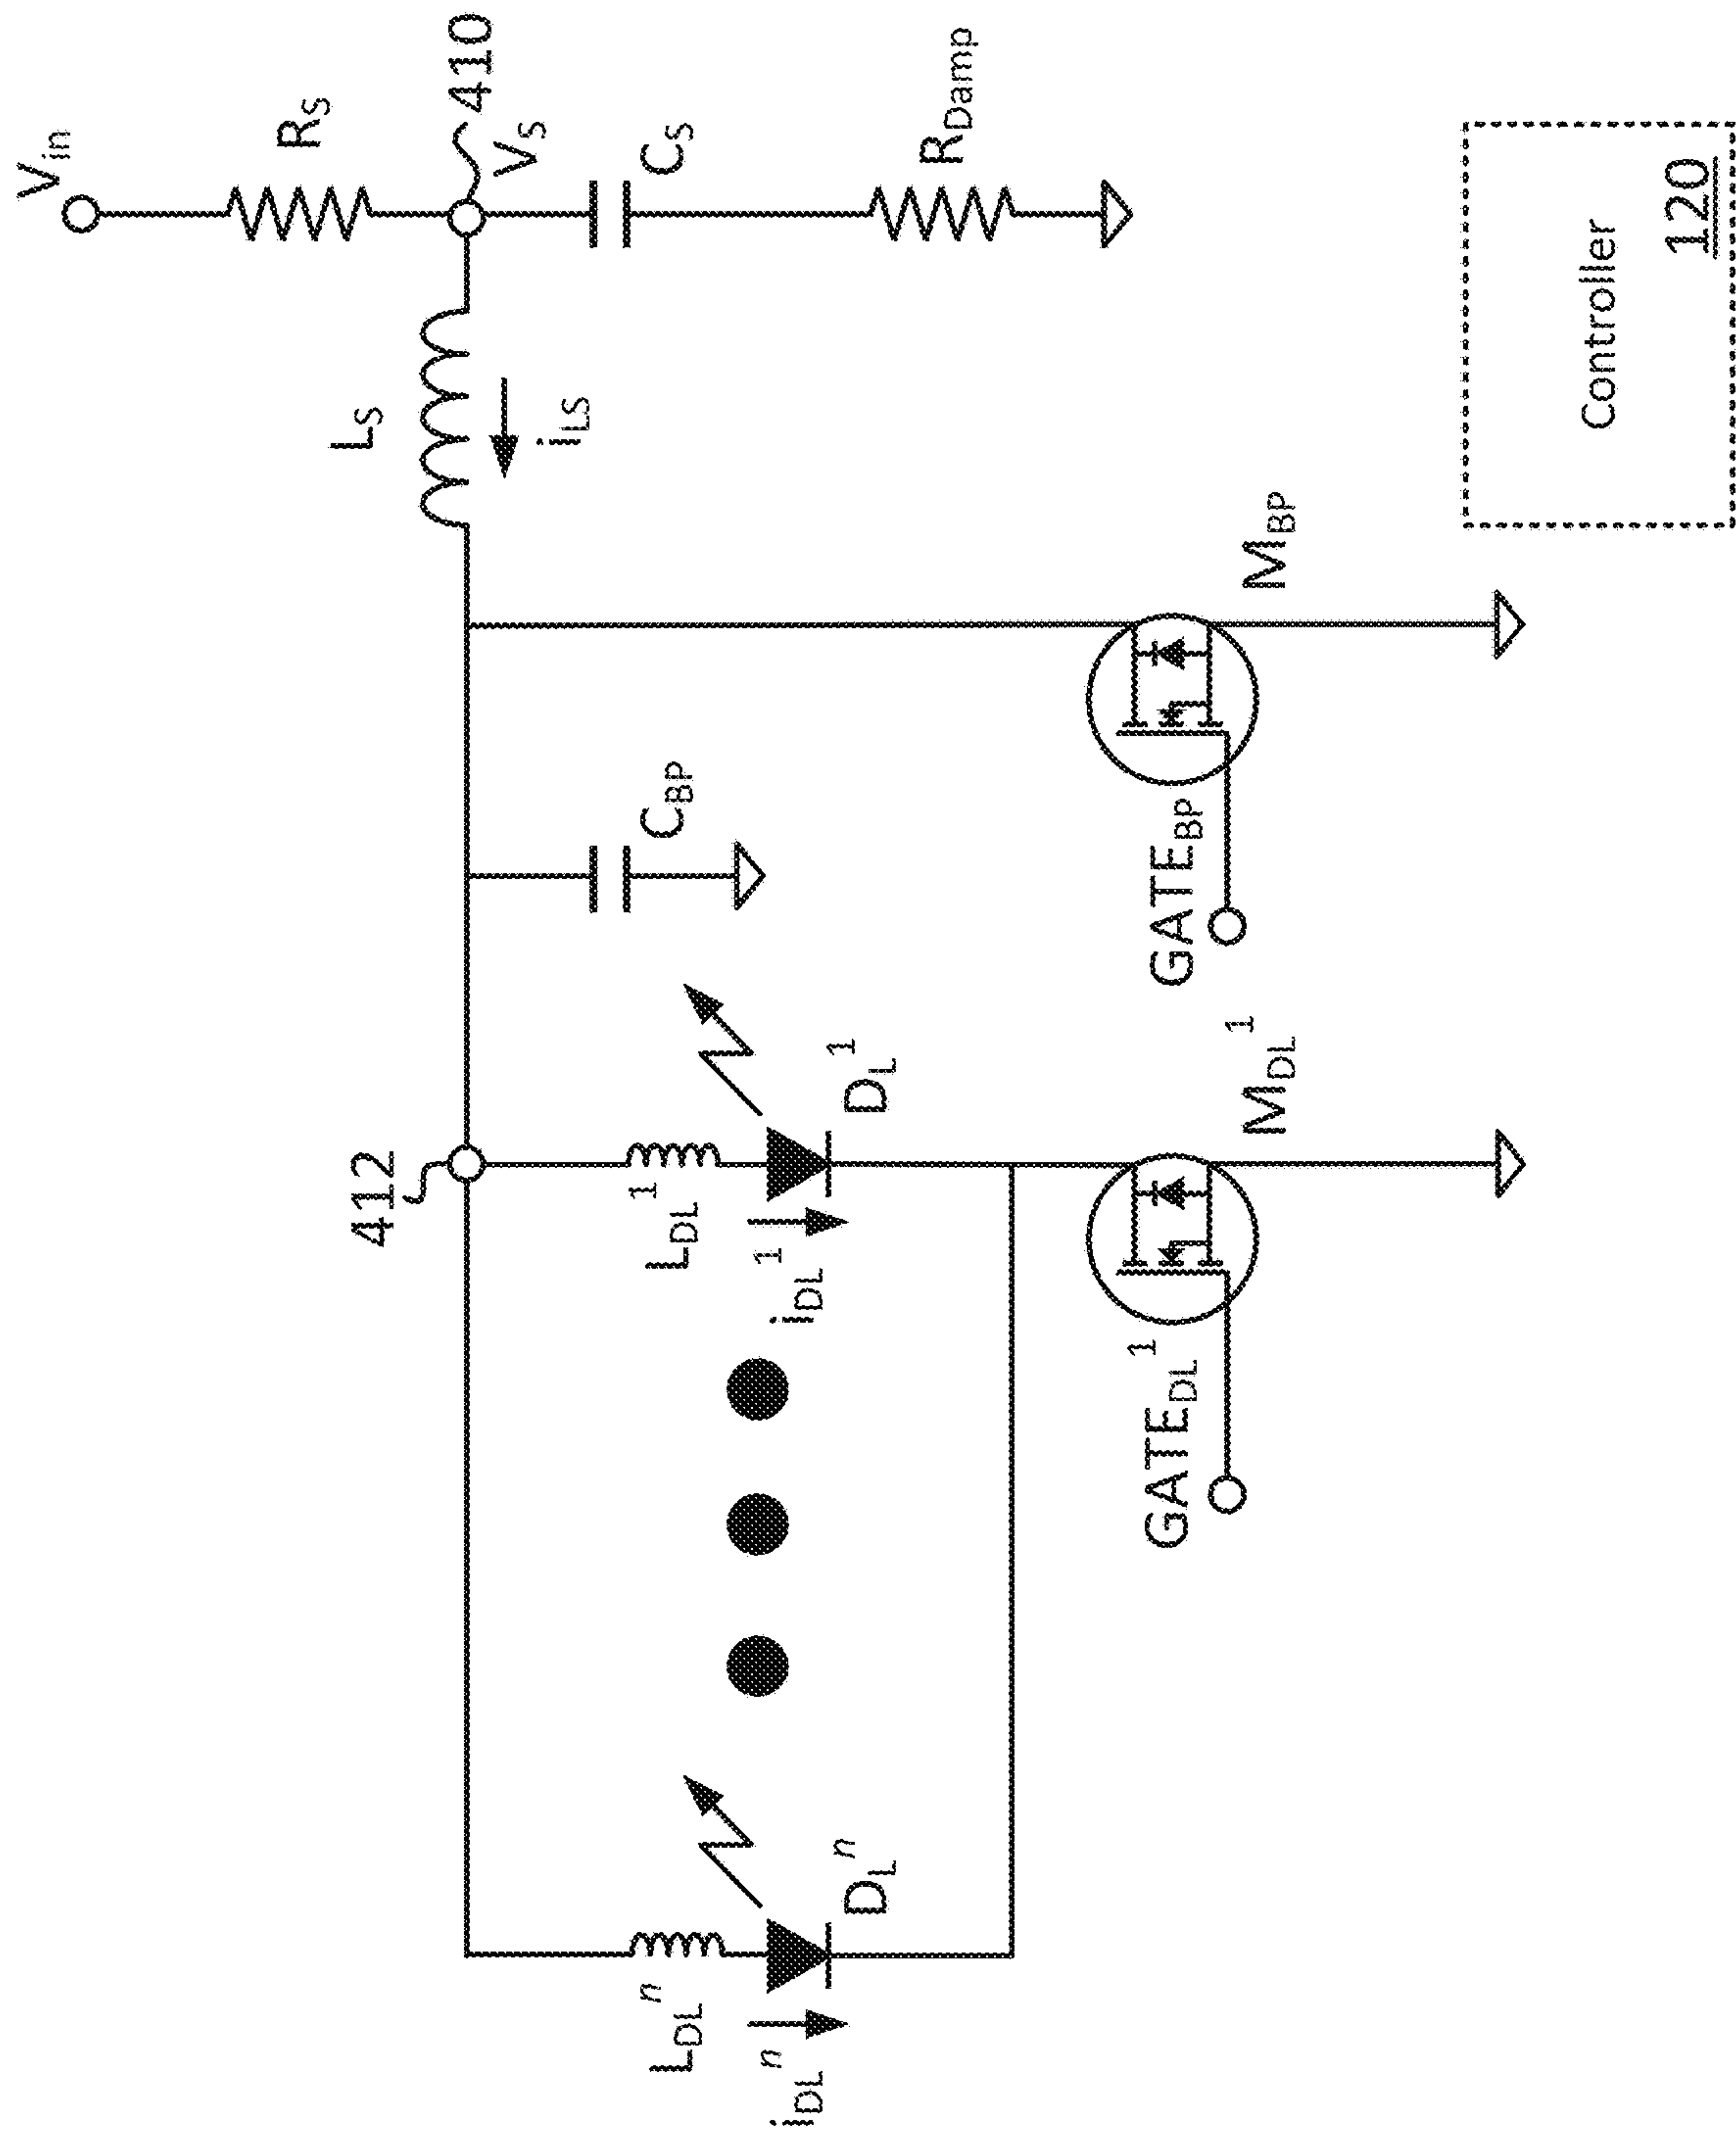 V_in
R_S
410
V_S
C_S
R_Damp
L_S
i_LS
412
C_BP
L_DL^n
i_DL^n
D_L^n
L_DL^1
i_DL^1
D_L^1
GATE_DL^1
M_DL^1
GATE_BP
M_BP
Controller
120